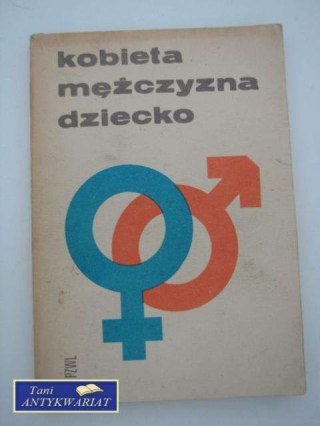 kobieta
mężczyzna
dziecko
PZWL
Tani
ANTYKWARIAT